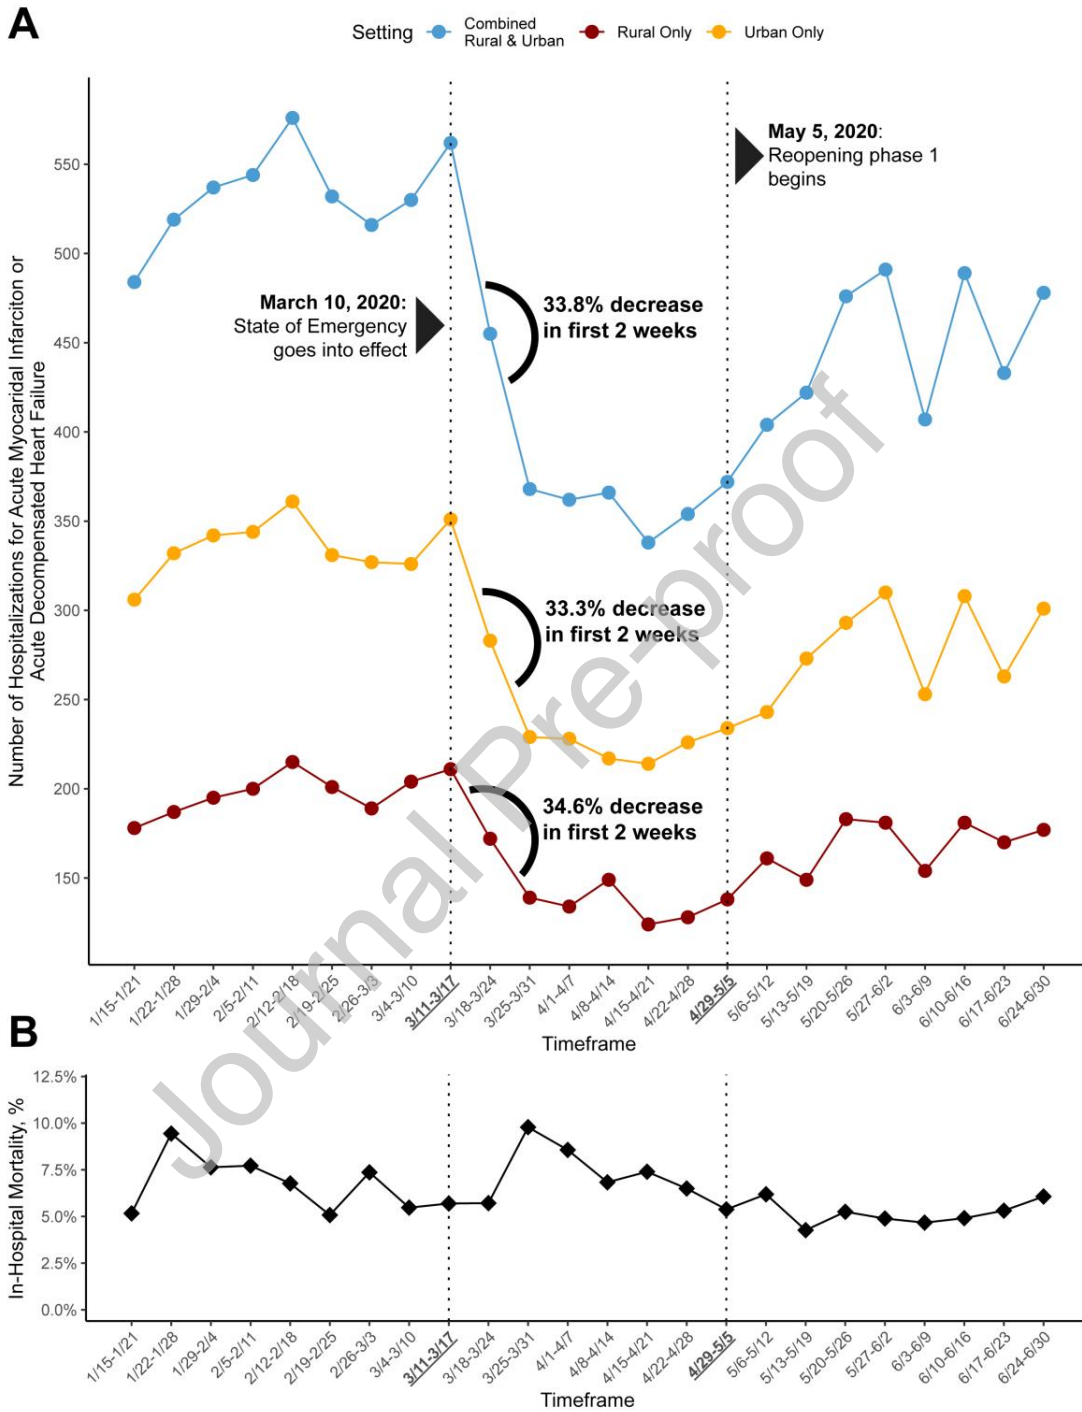 A
Setting
Combined
Rural & Urban
Rural Only
Urban Only
Number of Hospitalizations for Acute Myocaridal Infarciton or
Acute Decompensated Heart Failure
550
500
450
400
350
300
250
200
150
March 10, 2020:
State of Emergency
goes into effect
May 5, 2020:
Reopening phase 1
begins
33.8% decrease
in first 2 weeks
33.3% decrease
in first 2 weeks
34.6% decrease
in first 2 weeks
1/15-1/21
1/22-1/28
1/29-2/4
2/5-2/11
2/12-2/18
2/19-2/25
2/26-3/3
3/4-3/10
3/11-3/17
3/18-3/24
3/25-3/31
4/1-4/7
4/8-4/14
4/15-4/21
4/22-4/28
4/29-5/5
5/6-5/12
5/13-5/19
5/20-5/26
5/27-6/2
6/3-6/9
6/10-6/16
6/17-6/23
6/24-6/30
Timeframe
Journal Pre-proof
B
In-Hospital Mortality, %
12.5%
10.0%
7.5%
5.0%
2.5%
0.0%
1/15-1/21
1/22-1/28
1/29-2/4
2/5-2/11
2/12-2/18
2/19-2/25
2/26-3/3
3/4-3/10
3/11-3/17
3/18-3/24
3/25-3/31
4/1-4/7
4/8-4/14
4/15-4/21
4/22-4/28
4/29-5/5
5/6-5/12
5/13-5/19
5/20-5/26
5/27-6/2
6/3-6/9
6/10-6/16
6/17-6/23
6/24-6/30
Timeframe